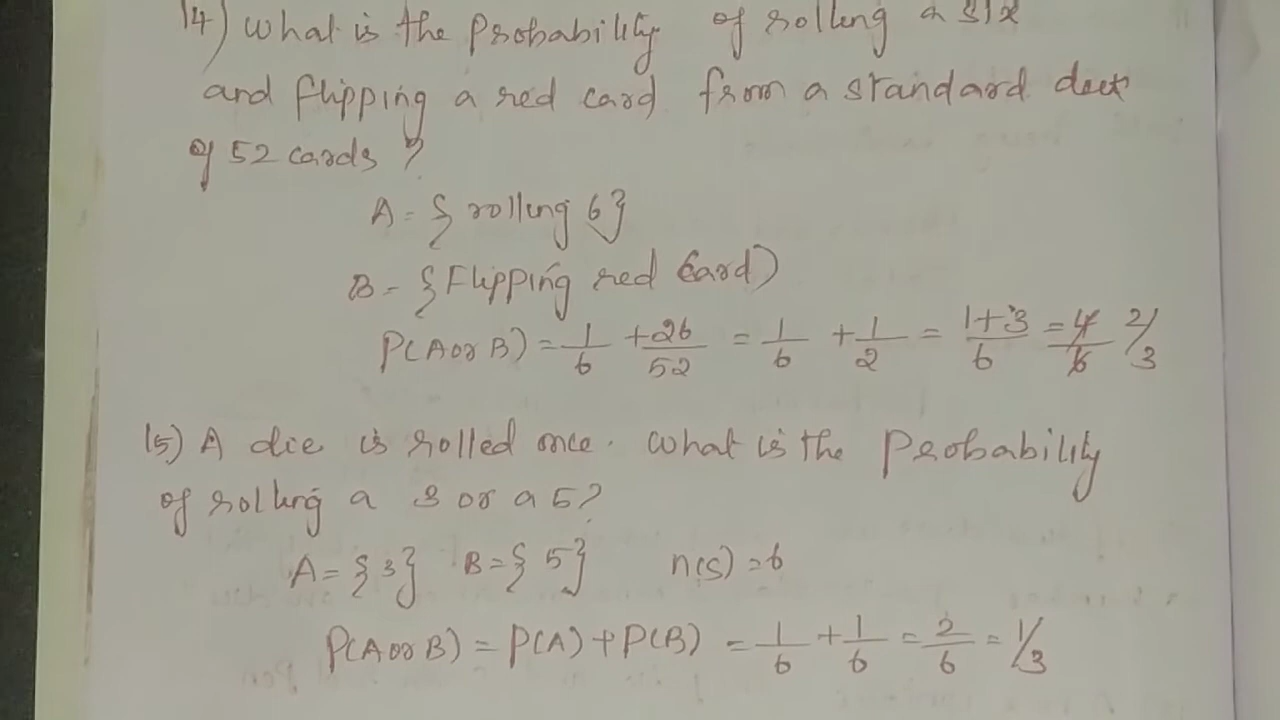 14) What is the Probability of rolling a six
and flipping a red card from a standard deck
of 52 cards ?
A = { rolling 6}
B - { Flipping red Card)
P(A or B) = 1/6 + 26/52 = 1/6 + 1/2 = 1+3/6 = 4/6 2/3
15) A die is rolled once. What is the Probability
of rolling a 3 or a 5?
A = { 3} B = { 5} n(s) = 6
P(A or B) = P(A) + P(B) = 1/6 + 1/6 = 2/6 = 1/3